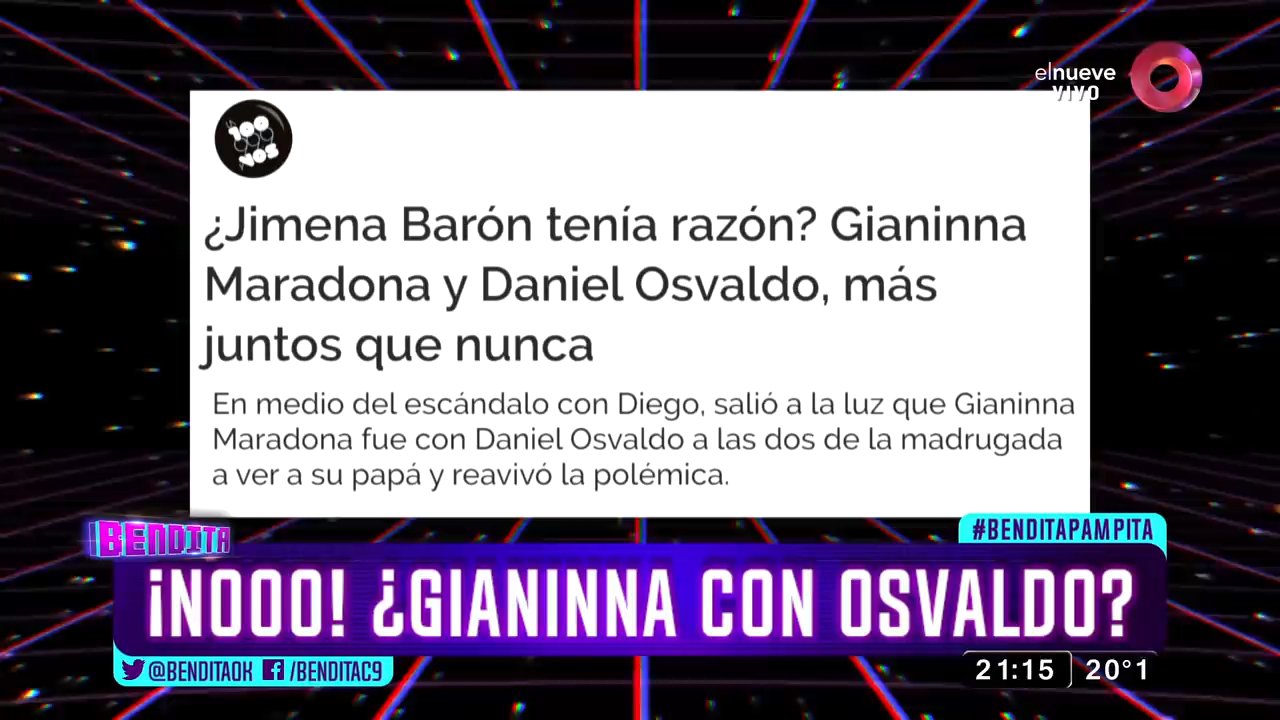 elnueve
VIVO
LA
100
VOS
¿Jimena Barón tenía razón? Gianinna
Maradona y Daniel Osvaldo, más
juntos que nunca
En medio del escándalo con Diego, salió a la luz que Gianinna
Maradona fue con Daniel Osvaldo a las dos de la madrugada
a ver a su papá y reavivó la polémica.
BENDITA
#BENDITAPAMPITA
¡NOOO! ¿GIANINNA CON OSVALDO?
@BENDITAOK /BENDITAC9
21:15 20°1